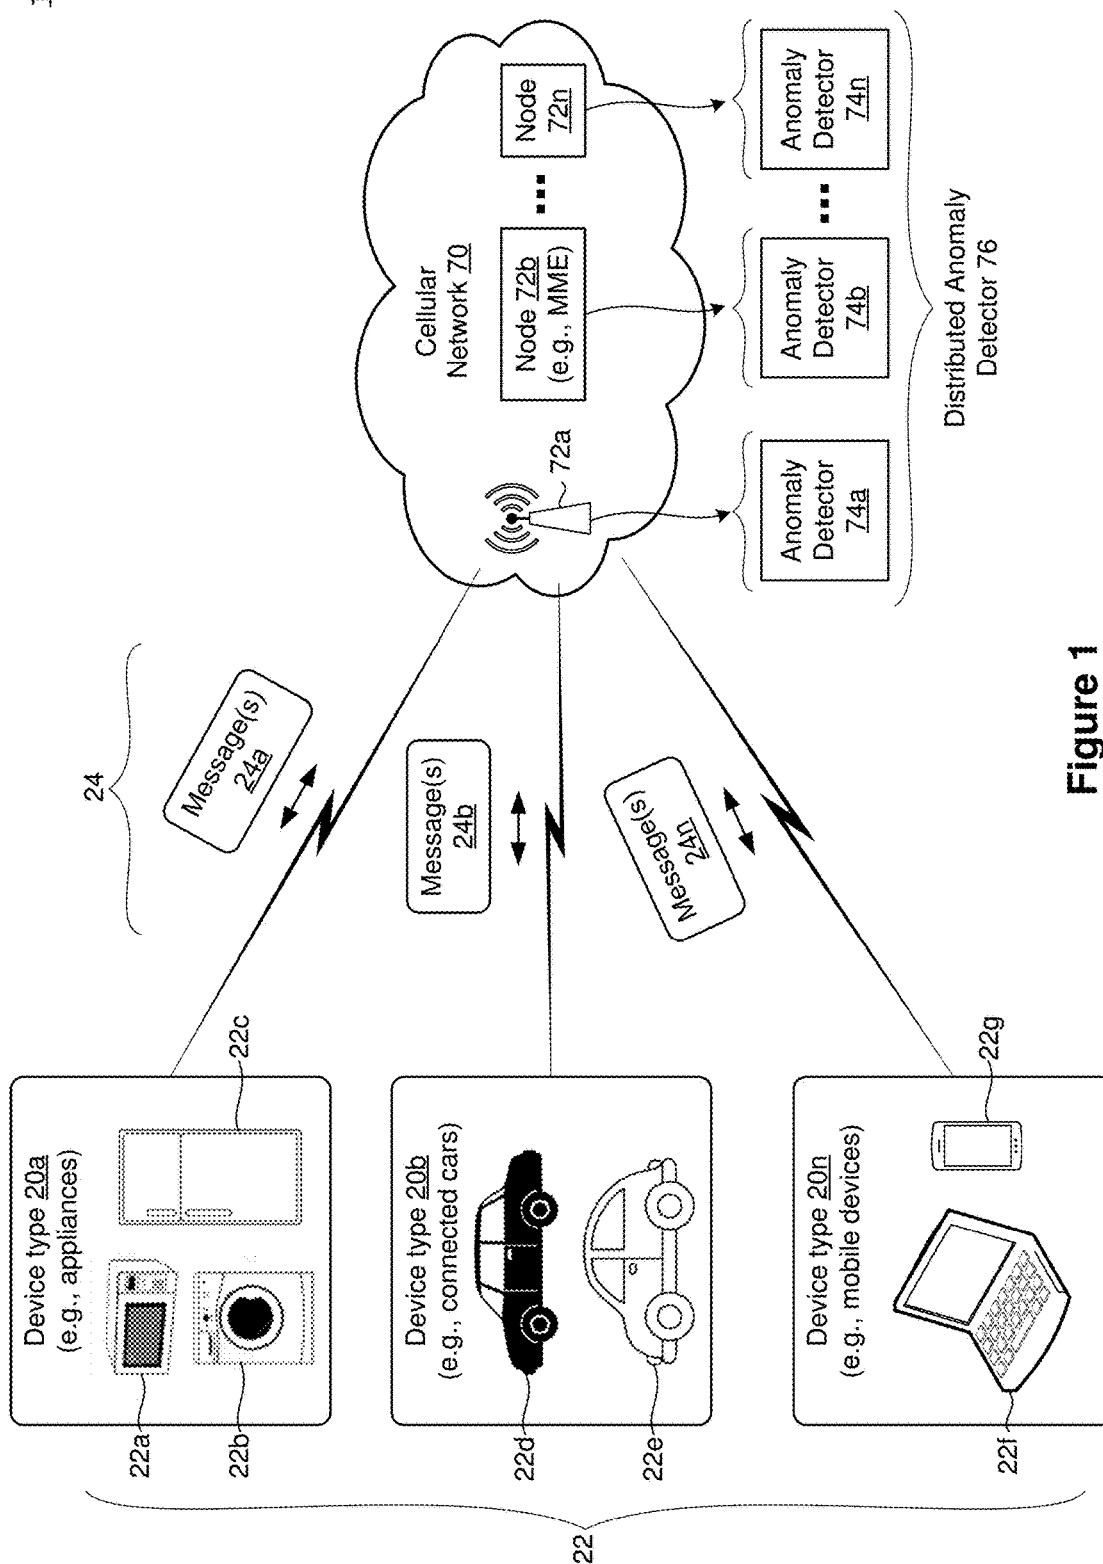 24
Message(s)
24a
Message(s)
24b
Message(s)
24n
Cellular
Network 70
Node 72b
(e.g., MME)
Node
72n
72a
Anomaly
Detector
74a
Anomaly
Detector
74b
Anomaly
Detector
74n
Distributed Anomaly
Detector 76
22
Device type 20a
(e.g., appliances)
22a
22b
22c
Device type 20b
(e.g., connected cars)
22d
22e
Device type 20n
(e.g., mobile devices)
22f
22g
Figure 1